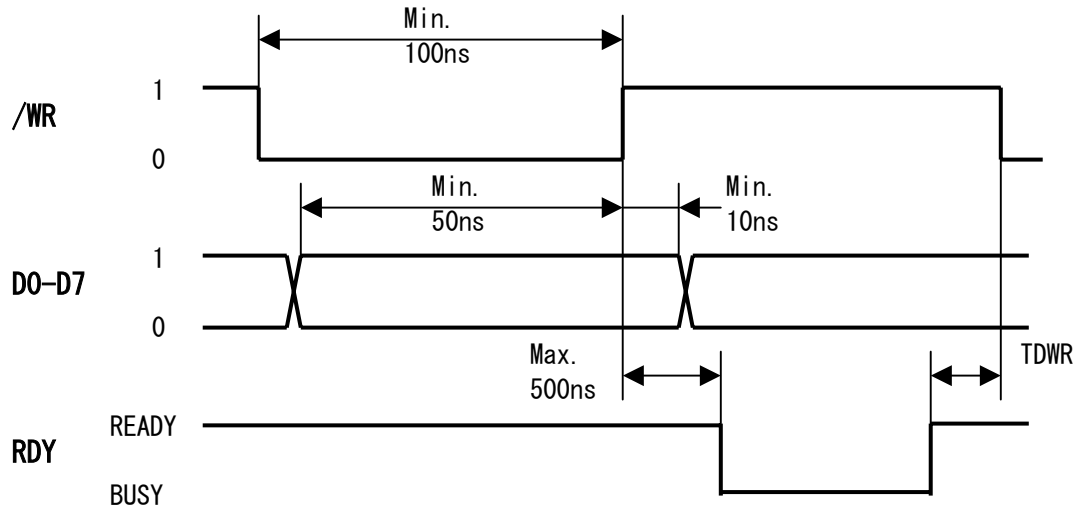 Min.
100ns
1
/WR
0
Min.
50ns
Min.
10ns
1
D0-D7
0
Max.
500ns
TDWR
READY
RDY
BUSY